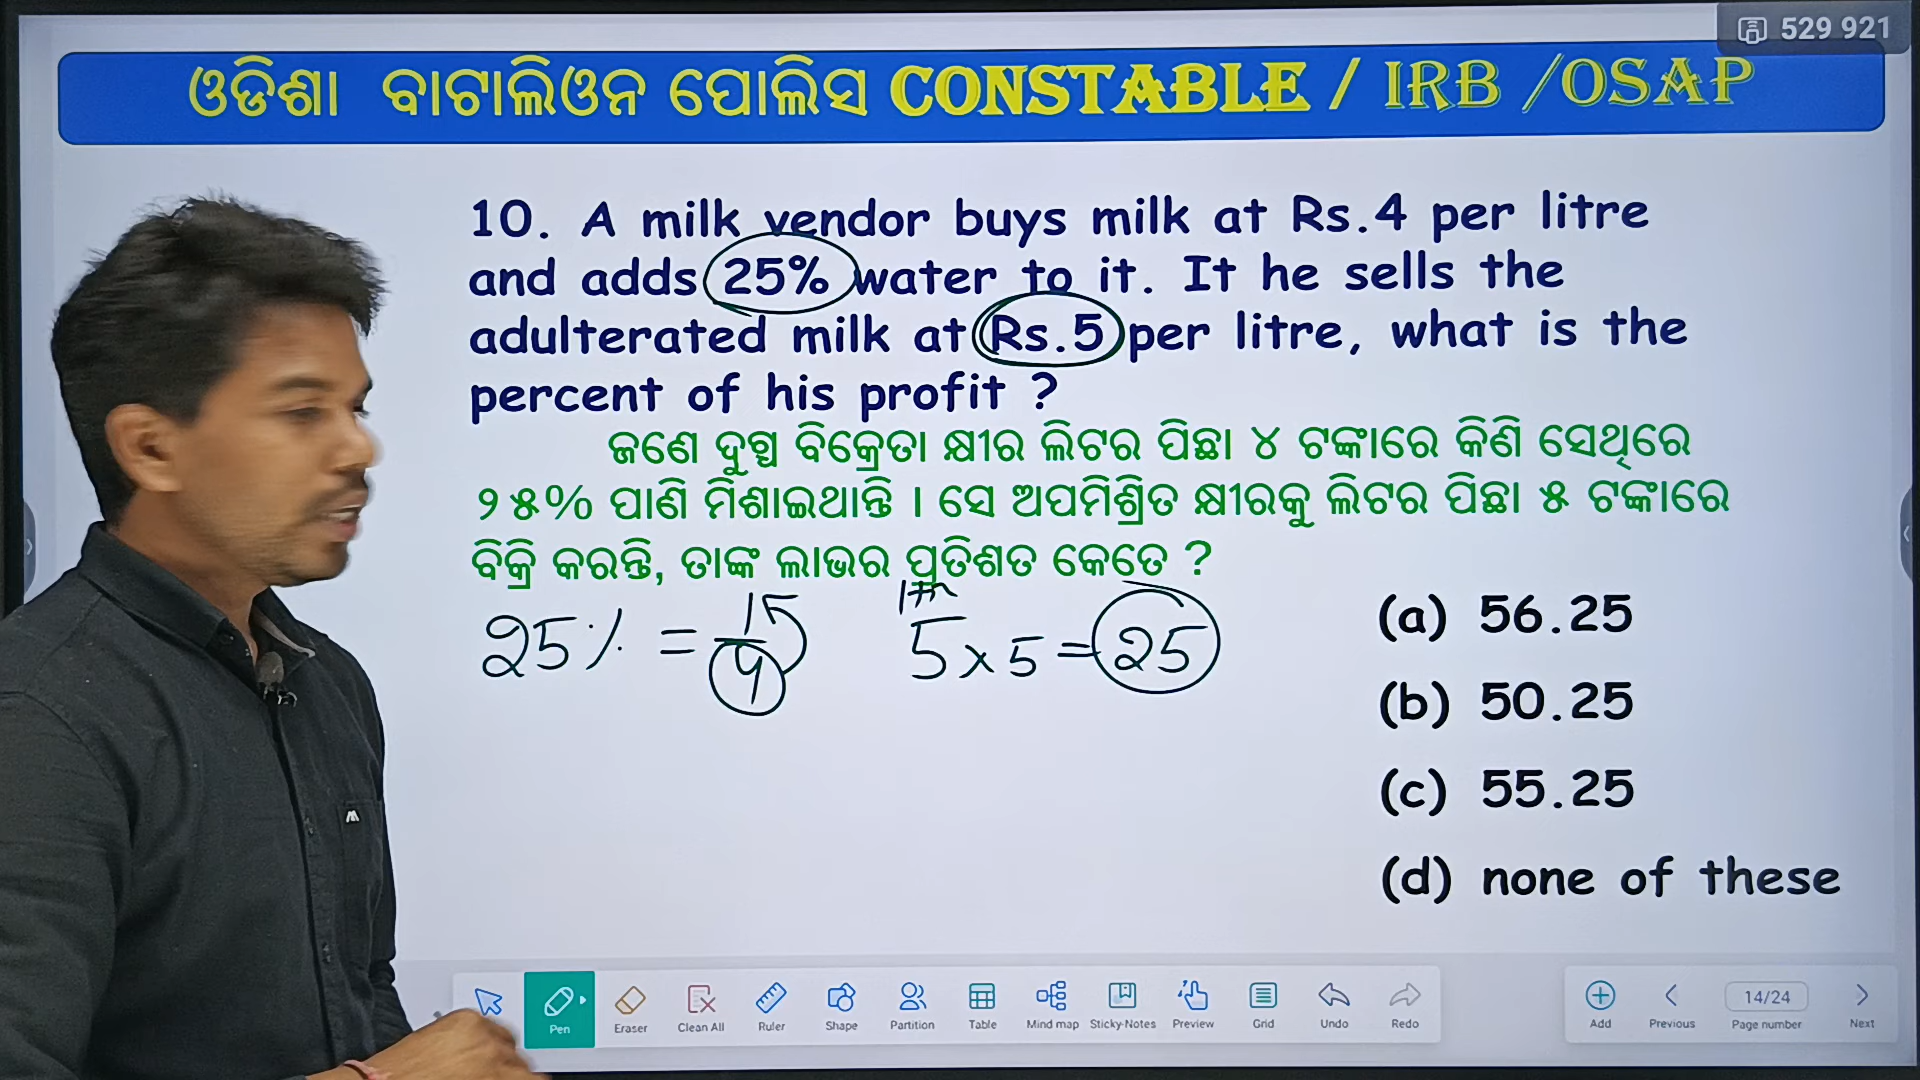 529 921
ଓଡିଶା ବାଟାଲିଓନ ପୋଲିସ CONSTABLE / IRB /OSAP
10. A milk vendor buys milk at Rs.4 per litre
and adds 25% water to it. It he sells the
adulterated milk at Rs.5 per litre, what is the
percent of his profit ?
ଜଣେ ଦୁଗ୍ଧ ବିକ୍ରେତା କ୍ଷୀର ଲିଟର ପିଛା ୪ ଟଙ୍କାରେ କିଣି ସେଥିରେ
୨୫% ପାଣି ମିଶାଇଥାନ୍ତି । ସେ ଅପମିଶ୍ରିତ କ୍ଷୀରକୁ ଲିଟର ପିଛା ୫ ଟଙ୍କାରେ
ବିକ୍ରି କରନ୍ତି, ତାଙ୍କ ଲାଭର ପ୍ରତିଶତ କେତେ ?
25% = 1/4
5 × 5 = 25
(a) 56.25
(b) 50.25
(c) 55.25
(d) none of these
Pen Eraser Clean All Ruler Shape Partition Table Mind map Sticky-Notes Preview Grid Undo Redo
Add Previous 14/24 Page number Next